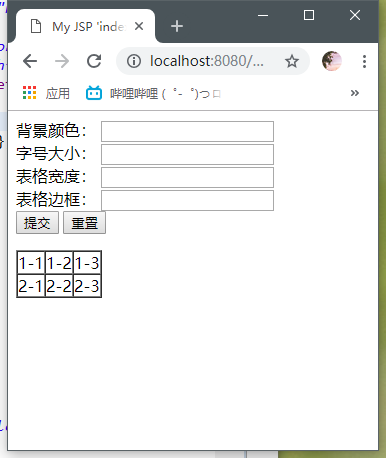 My JSP 'inde
localhost:8080/...
应用
哔哩哔哩 ( ゜- ゜)つロ
背景颜色：
字号大小：
表格宽度：
表格边框：
提交 重置
1-1 1-2 1-3
2-1 2-2 2-3